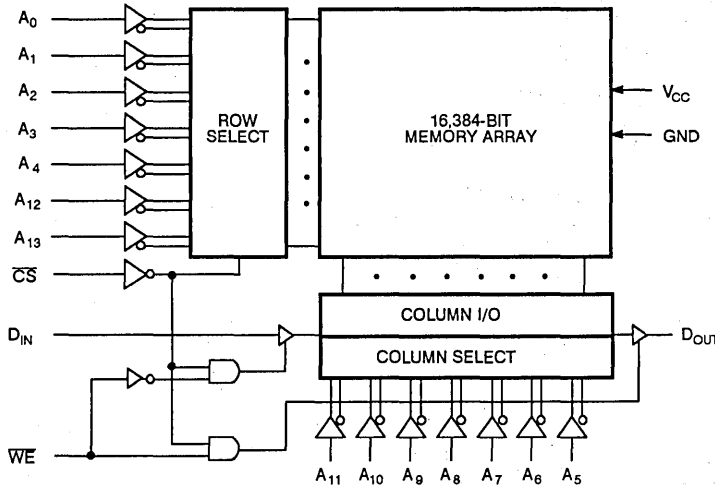 A0
A1
A2
A3
A4
A12
A13
CS
DIN
WE
ROW
SELECT
16,384-BIT
MEMORY ARRAY
VCC
GND
COLUMN I/O
COLUMN SELECT
DOUT
A11 A10 A9 A8 A7 A6 A5